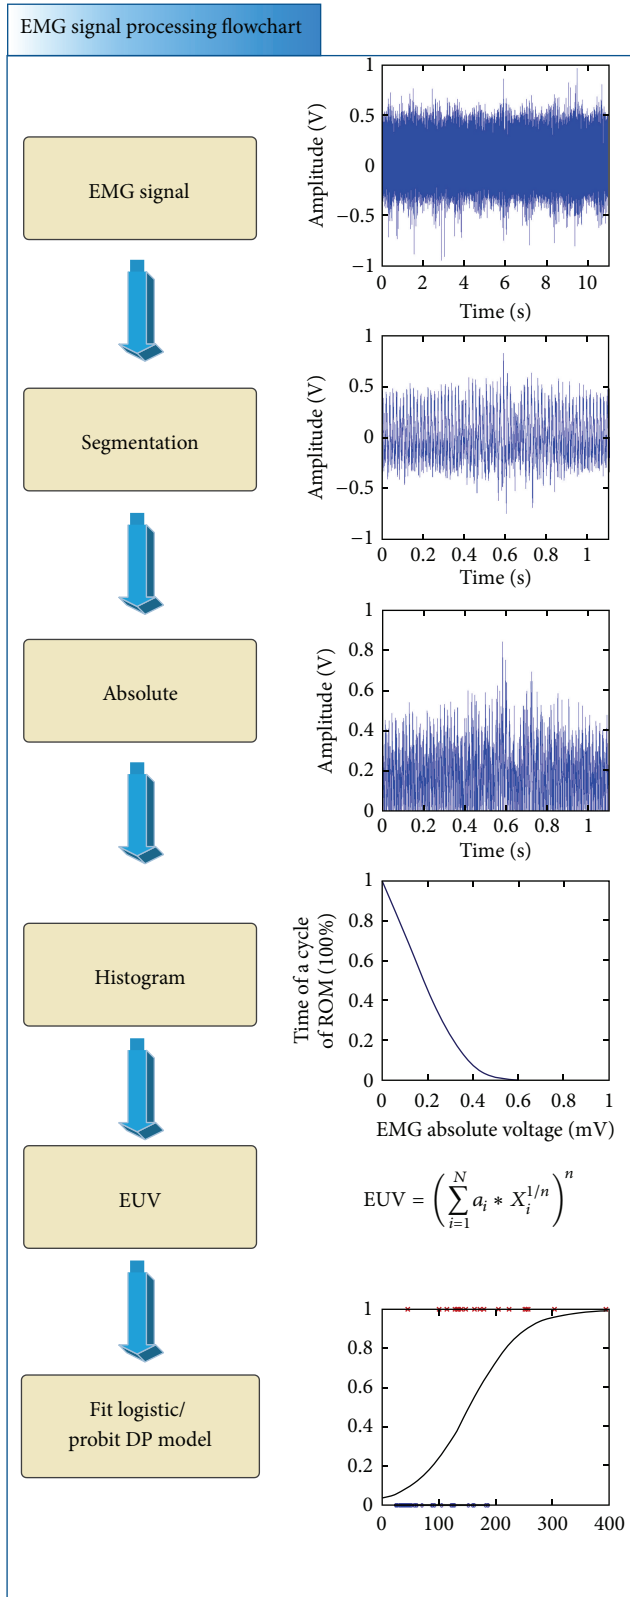 EMG signal processing flowchart
EMG signal
1
0.5
0
−0.5
−1
Amplitude (V)
0 2 4 6 8 10
Time (s)
Segmentation
1
0.5
0
−0.5
−1
Amplitude (V)
0 0.2 0.4 0.6 0.8 1
Time (s)
Absolute
1
0.8
0.6
0.4
0.2
0
Amplitude (V)
0 0.2 0.4 0.6 0.8 1
Time (s)
Histogram
1
0.8
0.6
0.4
0.2
0
Time of a cycle
of ROM (100%)
0 0.2 0.4 0.6 0.8 1
EMG absolute voltage (mV)
EUV
EUV = (∑_{i=1}^{N} a_i * X_i^{1/n})^n
Fit logistic/
probit DP model
1
0.8
0.6
0.4
0.2
0
0 100 200 300 400